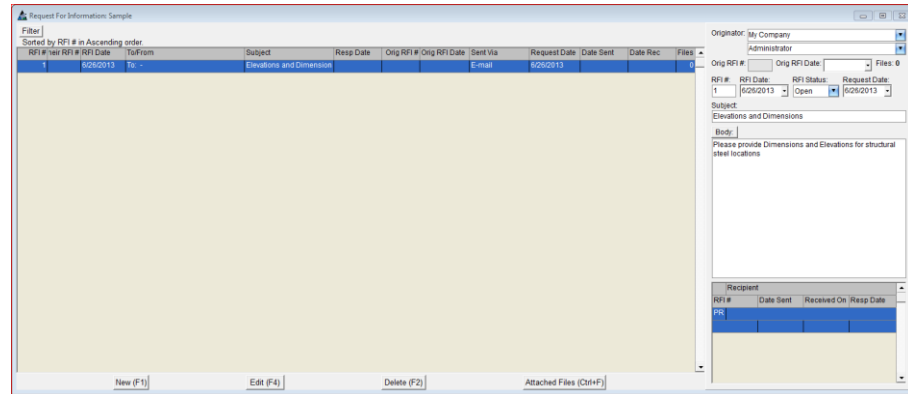 Request For Information: Sample
Filter
Sorted by RFI # in Ascending order.
RFI # heir RFI # RFI Date To/From Subject Resp Date Orig RFI # Orig RFI Date Sent Via Request Date Date Sent Date Rec Files
1 6/26/2013 To: - Elevations and Dimension E-mail 6/26/2013 0
New (F1) Edit (F4) Delete (F2) Attached Files (Ctrl+F)
Originator: My Company
Administrator
Orig RFI #: Orig RFI Date: Files: 0
RFI #: RFI Date: RFI Status: Request Date:
1 6/26/2013 Open 6/26/2013
Subject:
Elevations and Dimensions
Body:
Please provide Dimensions and Elevations for structural
steel locations
Recipient
RFI # Date Sent Received On Resp Date
PR